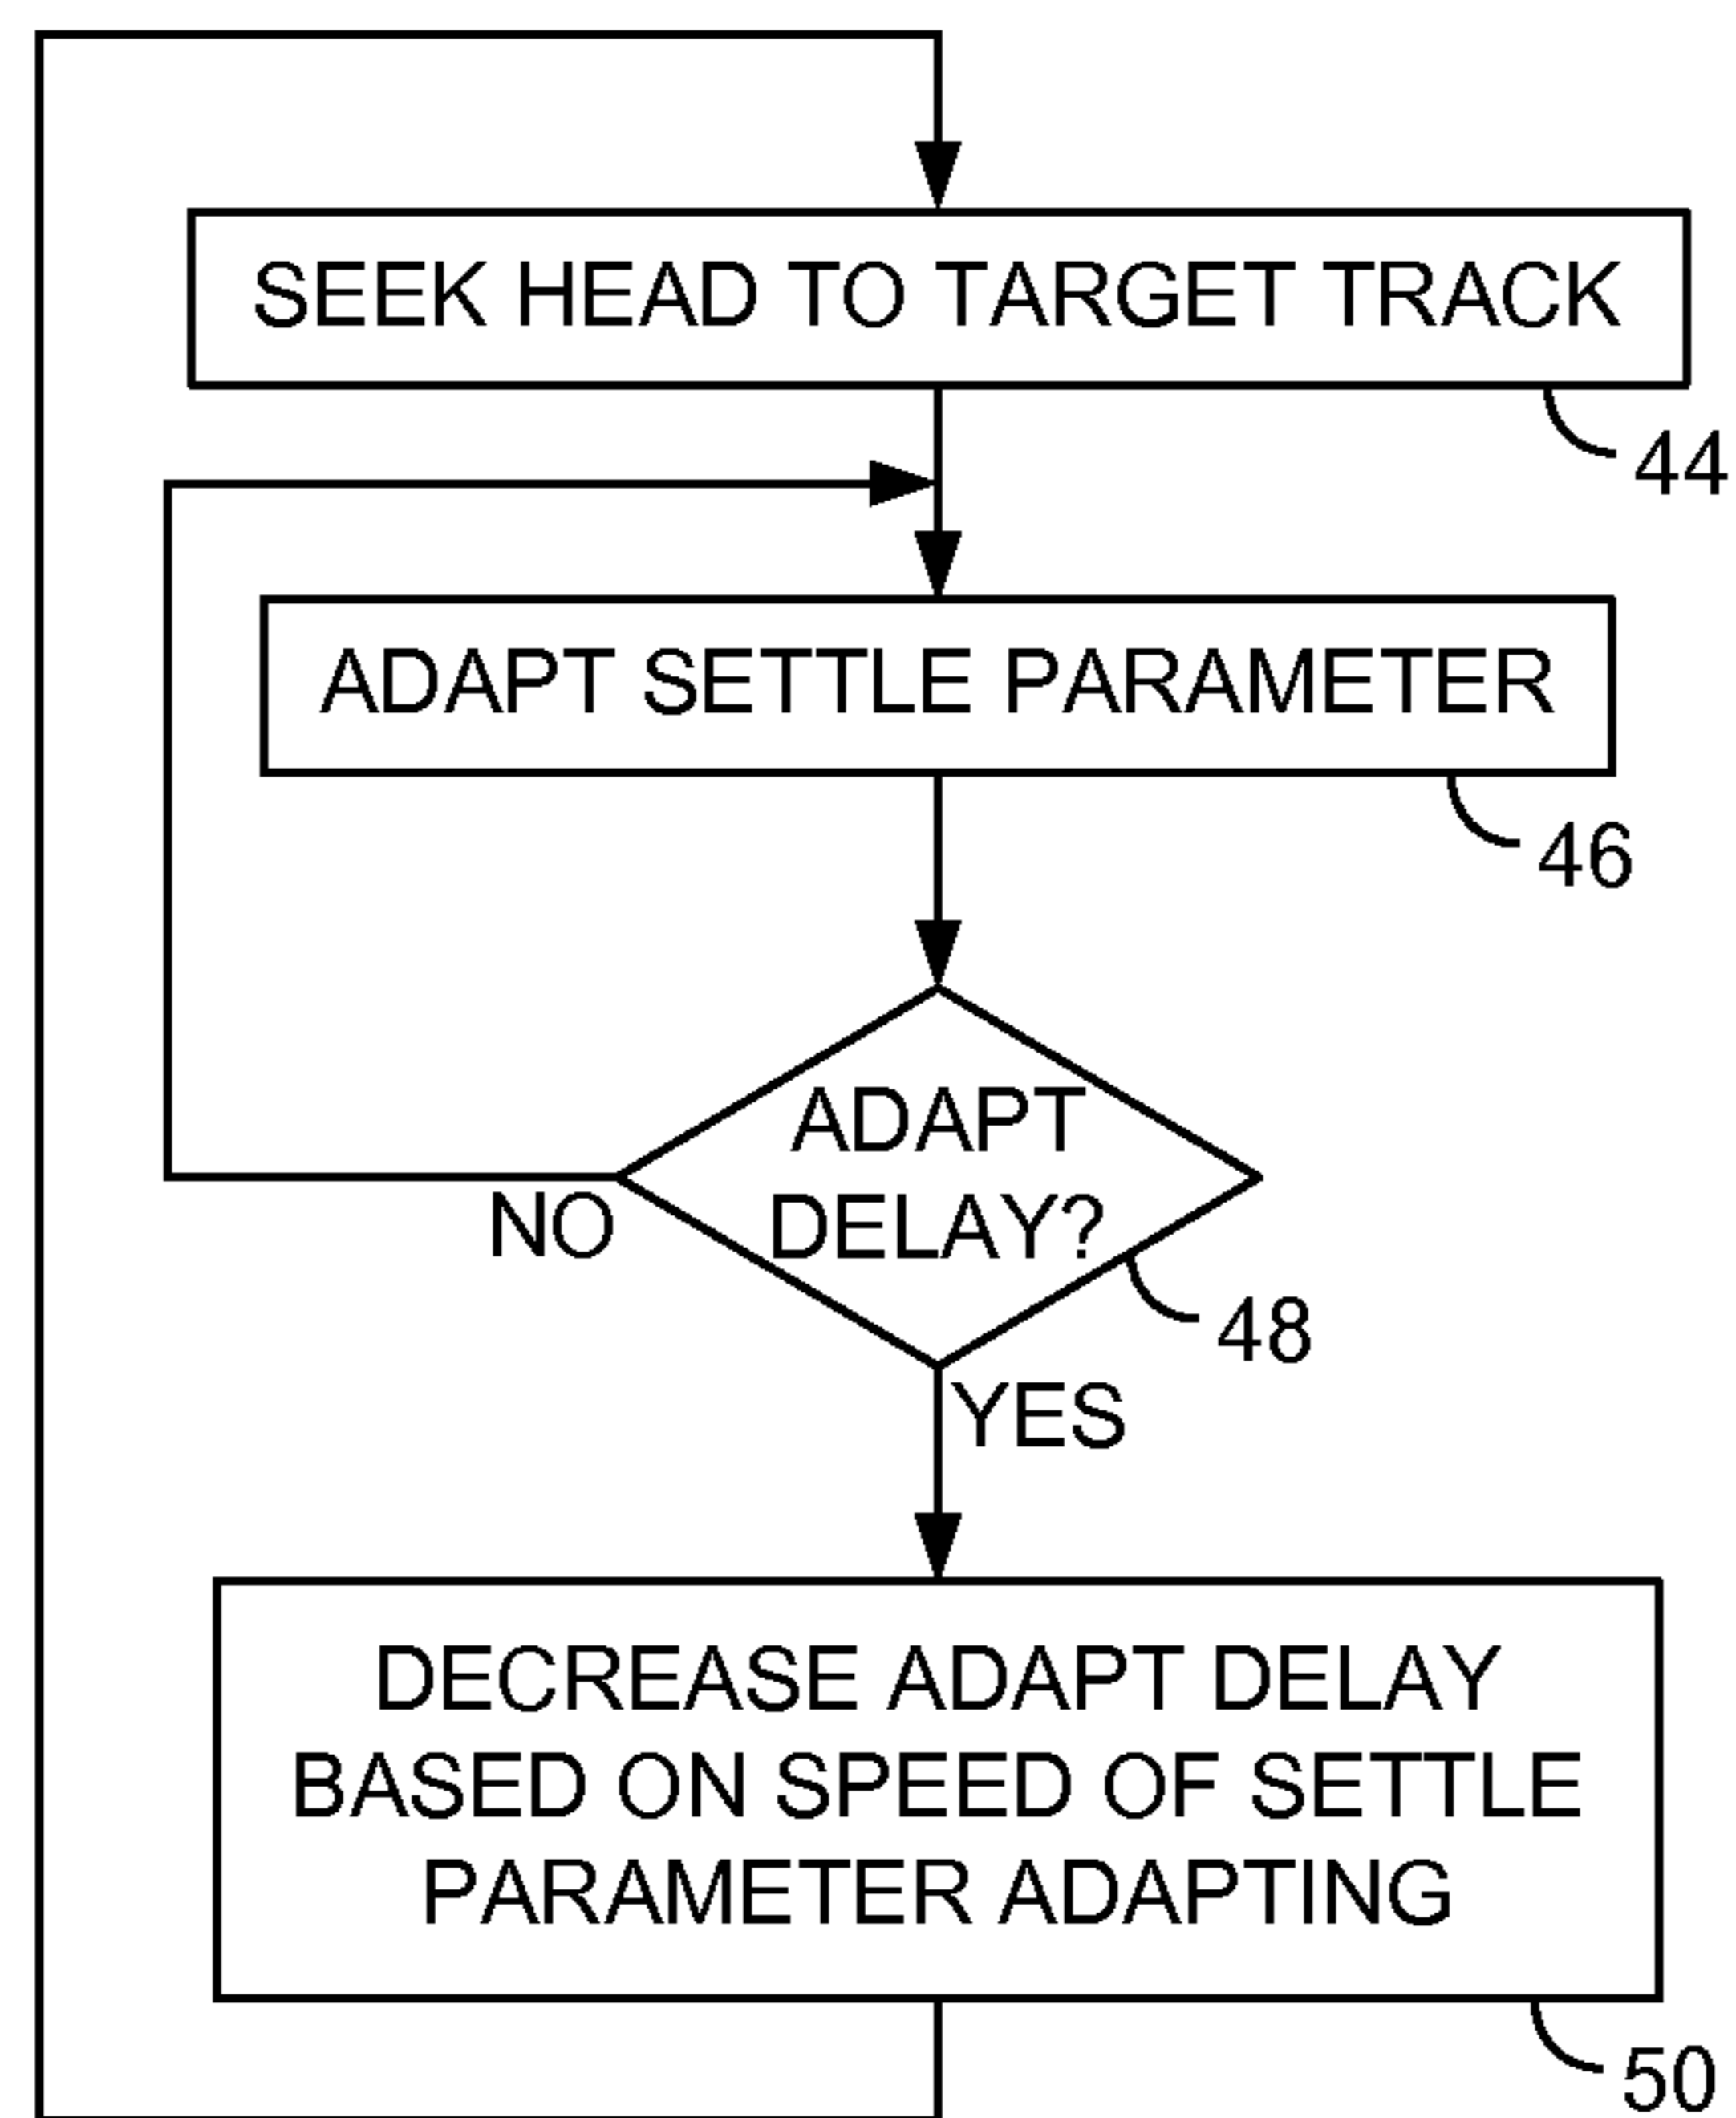 SEEK HEAD TO TARGET TRACK
44
ADAPT SETTLE PARAMETER
46
ADAPT
DELAY?
NO
48
YES
DECREASE ADAPT DELAY
BASED ON SPEED OF SETTLE
PARAMETER ADAPTING
50